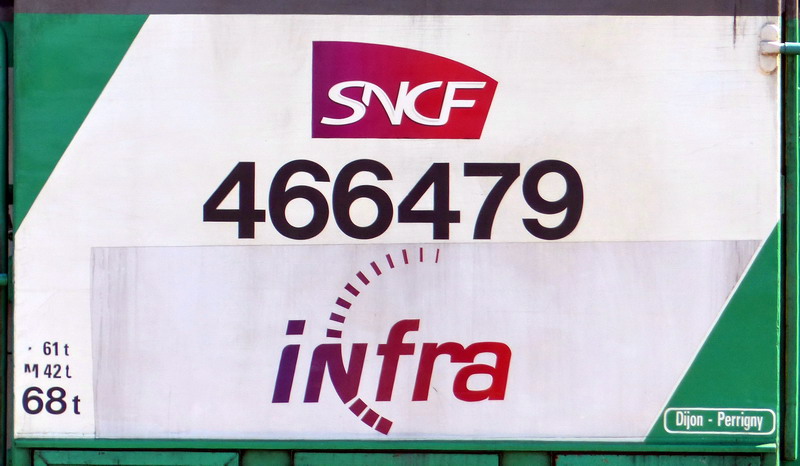 SNCF
466479
infra
61 t
M 42 t
68 t
Dijon - Perrigny